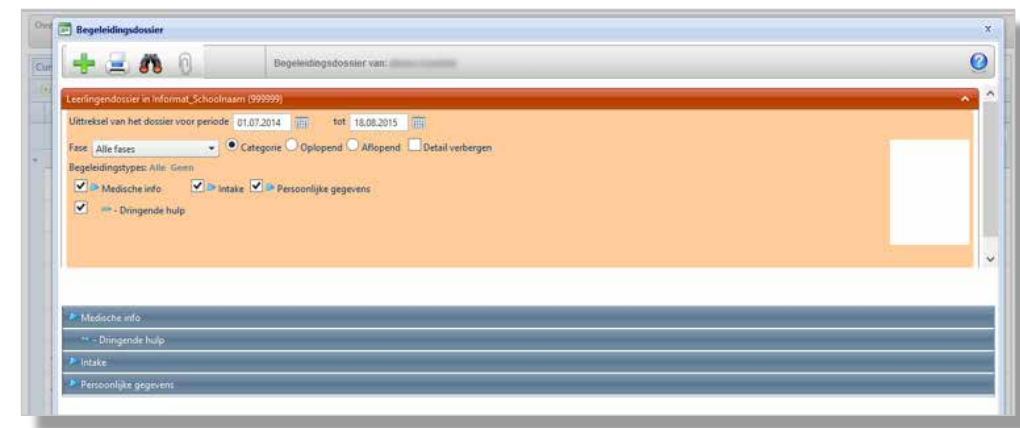 Begeleidingsdossier x
Begeleidingsdossier van:
Leerlingendossier in Informat_Schoolnaam (999999)
Uittreksel van het dossier voor periode 01.07.2014 tot 18.08.2015
Fase Alle fases Categorie Oplopend Aflopend Detail verbergen
Begeleidingstypes: Alle Geen
Medische info Intake Persoonlijke gegevens
- Dringende hulp
Medische info
- Dringende hulp
Intake
Persoonlijke gegevens